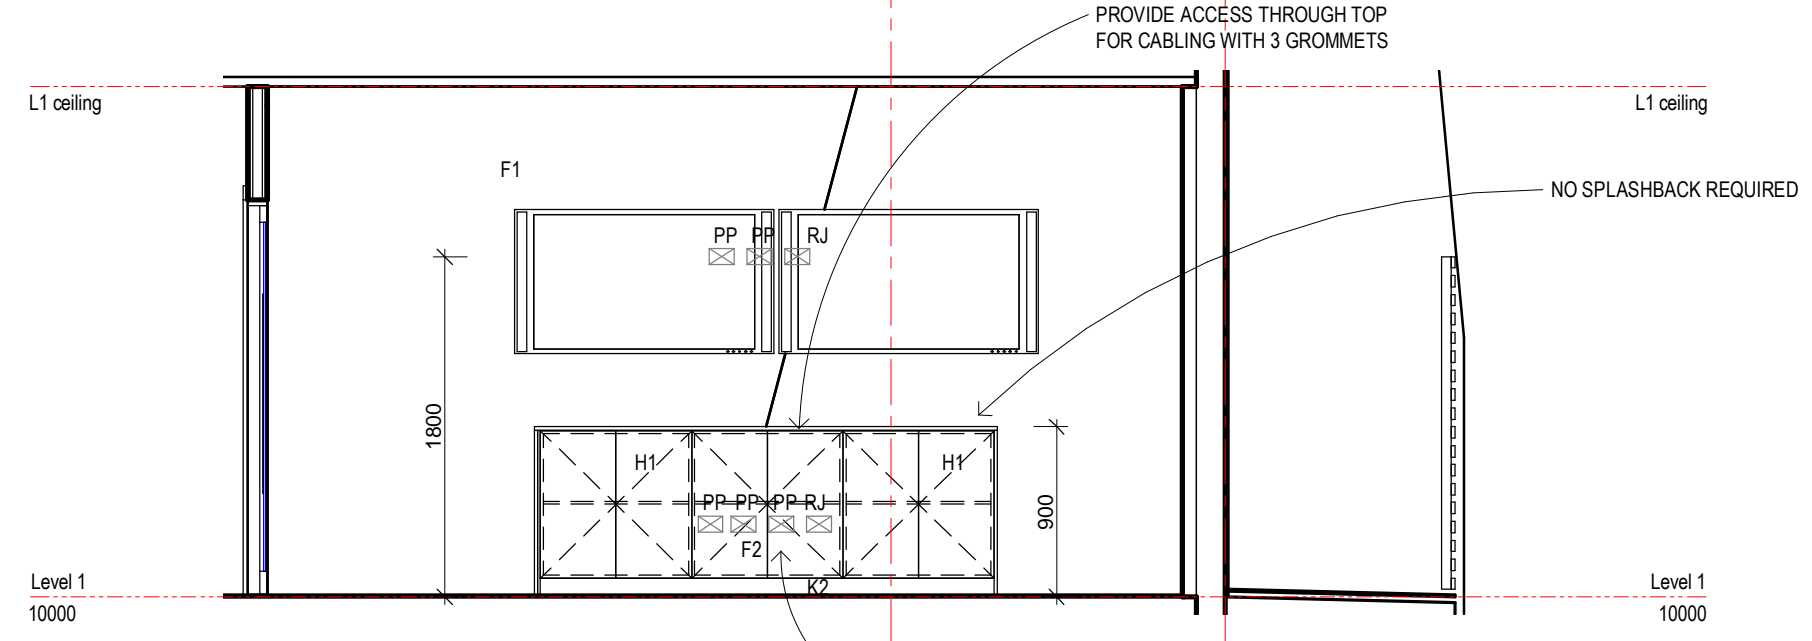 PROVIDE ACCESS THROUGH TOP
FOR CABLING WITH 3 GROMMETS
L1 ceiling
L1 ceiling
F1
NO SPLASHBACK REQUIRED
PP PP RJ
1800
H1 H1
PP PP PP RJ
900
F2
Level 1
K2
Level 1
10000
10000